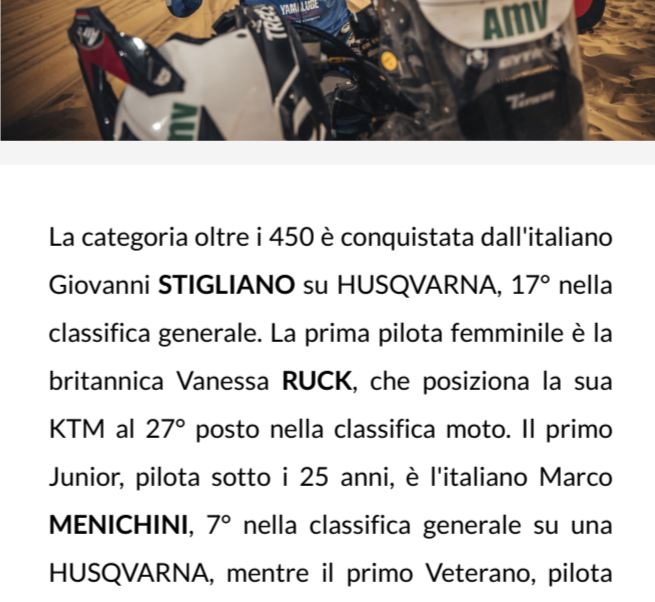 YAMALUBE
AMV
GYTR
La categoria oltre i 450 è conquistata dall'italiano
Giovanni STIGLIANO su HUSQVARNA, 17° nella
classifica generale. La prima pilota femminile è la
britannica Vanessa RUCK, che posiziona la sua
KTM al 27° posto nella classifica moto. Il primo
Junior, pilota sotto i 25 anni, è l'italiano Marco
MENICHINI, 7° nella classifica generale su una
HUSQVARNA, mentre il primo Veterano, pilota